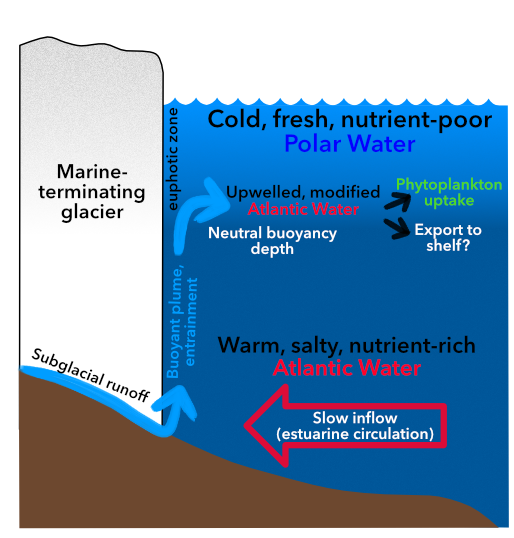 Cold, fresh, nutrient-poor
Polar Water
euphotic zone
Marine-
terminating
glacier
Upwelled, modified
Atlantic Water
Phytoplankton
uptake
Neutral buoyancy
depth
Export to
shelf?
Buoyant plume,
entrainment
Warm, salty, nutrient-rich
Atlantic Water
Subglacial runoff
Slow inflow
(estuarine circulation)